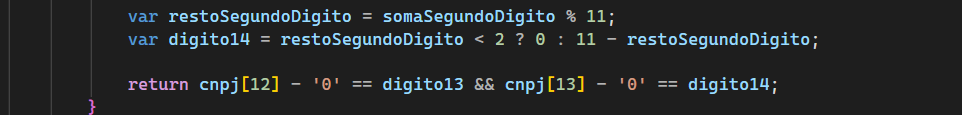 var restoSegundoDigito = somaSegundoDigito % 11;
var digito14 = restoSegundoDigito < 2 ? 0 : 11 - restoSegundoDigito;
return cnpj[12] - '0' == digito13 && cnpj[13] - '0' == digito14;
}